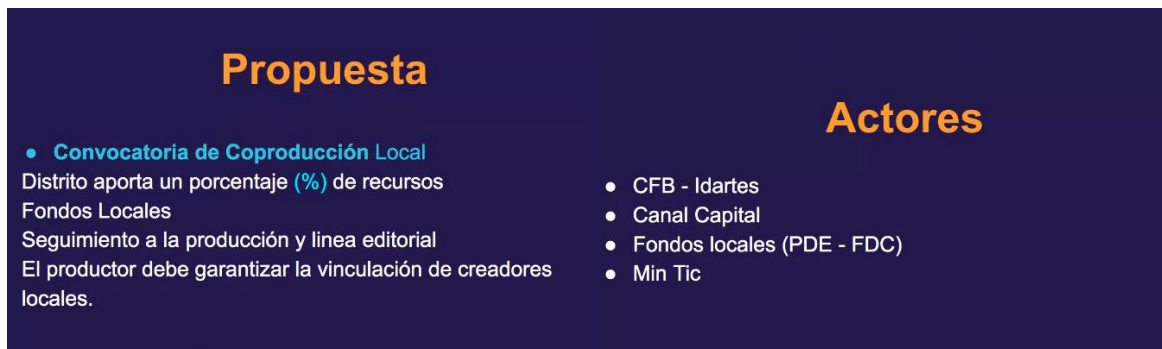 Propuesta
● Convocatoria de Coproducción Local
Distrito aporta un porcentaje (%) de recursos
Fondos Locales
Seguimiento a la producción y linea editorial
El productor debe garantizar la vinculación de creadores
locales.
Actores
● CFB - Idartes
● Canal Capital
● Fondos locales (PDE - FDC)
● Min Tic